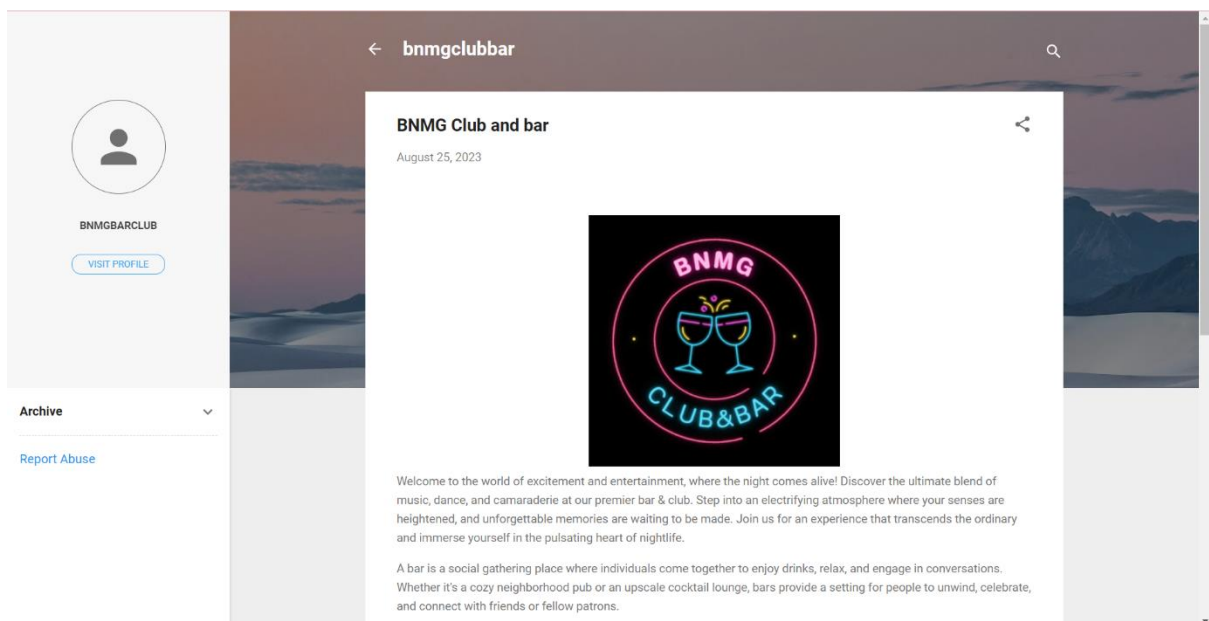 bnmgclubbar
BNMG Club and bar
August 25, 2023
BNMGBARCLUB
VISIT PROFILE
Archive
Report Abuse
BNMG
CLUB&BAR
Welcome to the world of excitement and entertainment, where the night comes alive! Discover the ultimate blend of
music, dance, and camaraderie at our premier bar & club. Step into an electrifying atmosphere where your senses are
heightened, and unforgettable memories are waiting to be made. Join us for an experience that transcends the ordinary
and immerse yourself in the pulsating heart of nightlife.
A bar is a social gathering place where individuals come together to enjoy drinks, relax, and engage in conversations.
Whether it's a cozy neighborhood pub or an upscale cocktail lounge, bars provide a setting for people to unwind, celebrate,
and connect with friends or fellow patrons.